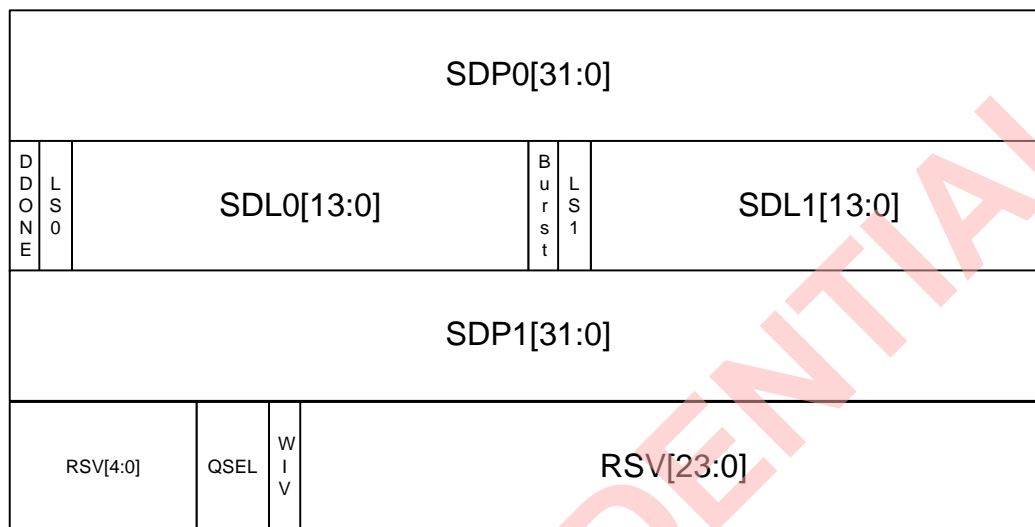 SDP0[31:0]
DDONE LS0 SDL0[13:0] Burst LS1 SDL1[13:0]
SDP1[31:0]
RSV[4:0] QSEL WIV RSV[23:0]
DENTIAL